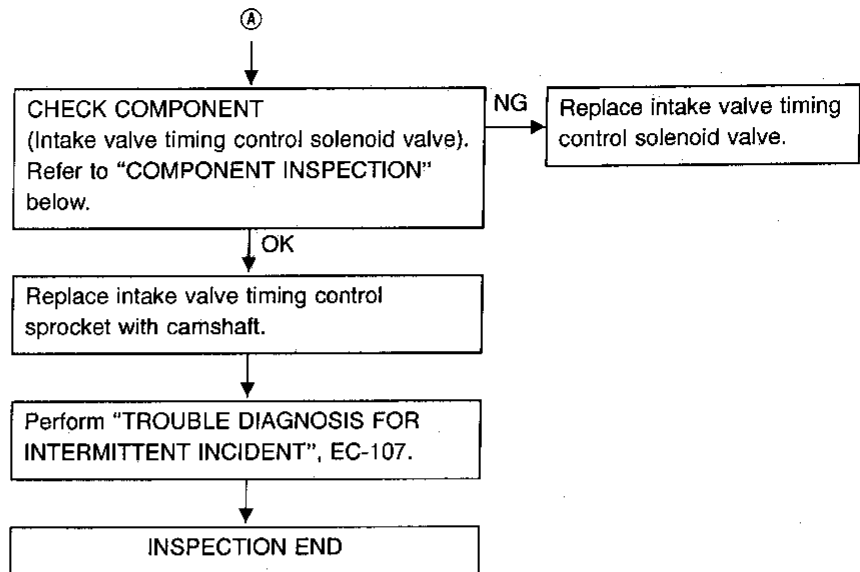 Ⓐ
CHECK COMPONENT
(Intake valve timing control solenoid valve).
Refer to “COMPONENT INSPECTION”
below.
NG
Replace intake valve timing
control solenoid valve.
OK
Replace intake valve timing control
sprocket with camshaft.
Perform “TROUBLE DIAGNOSIS FOR
INTERMITTENT INCIDENT”, EC-107.
INSPECTION END